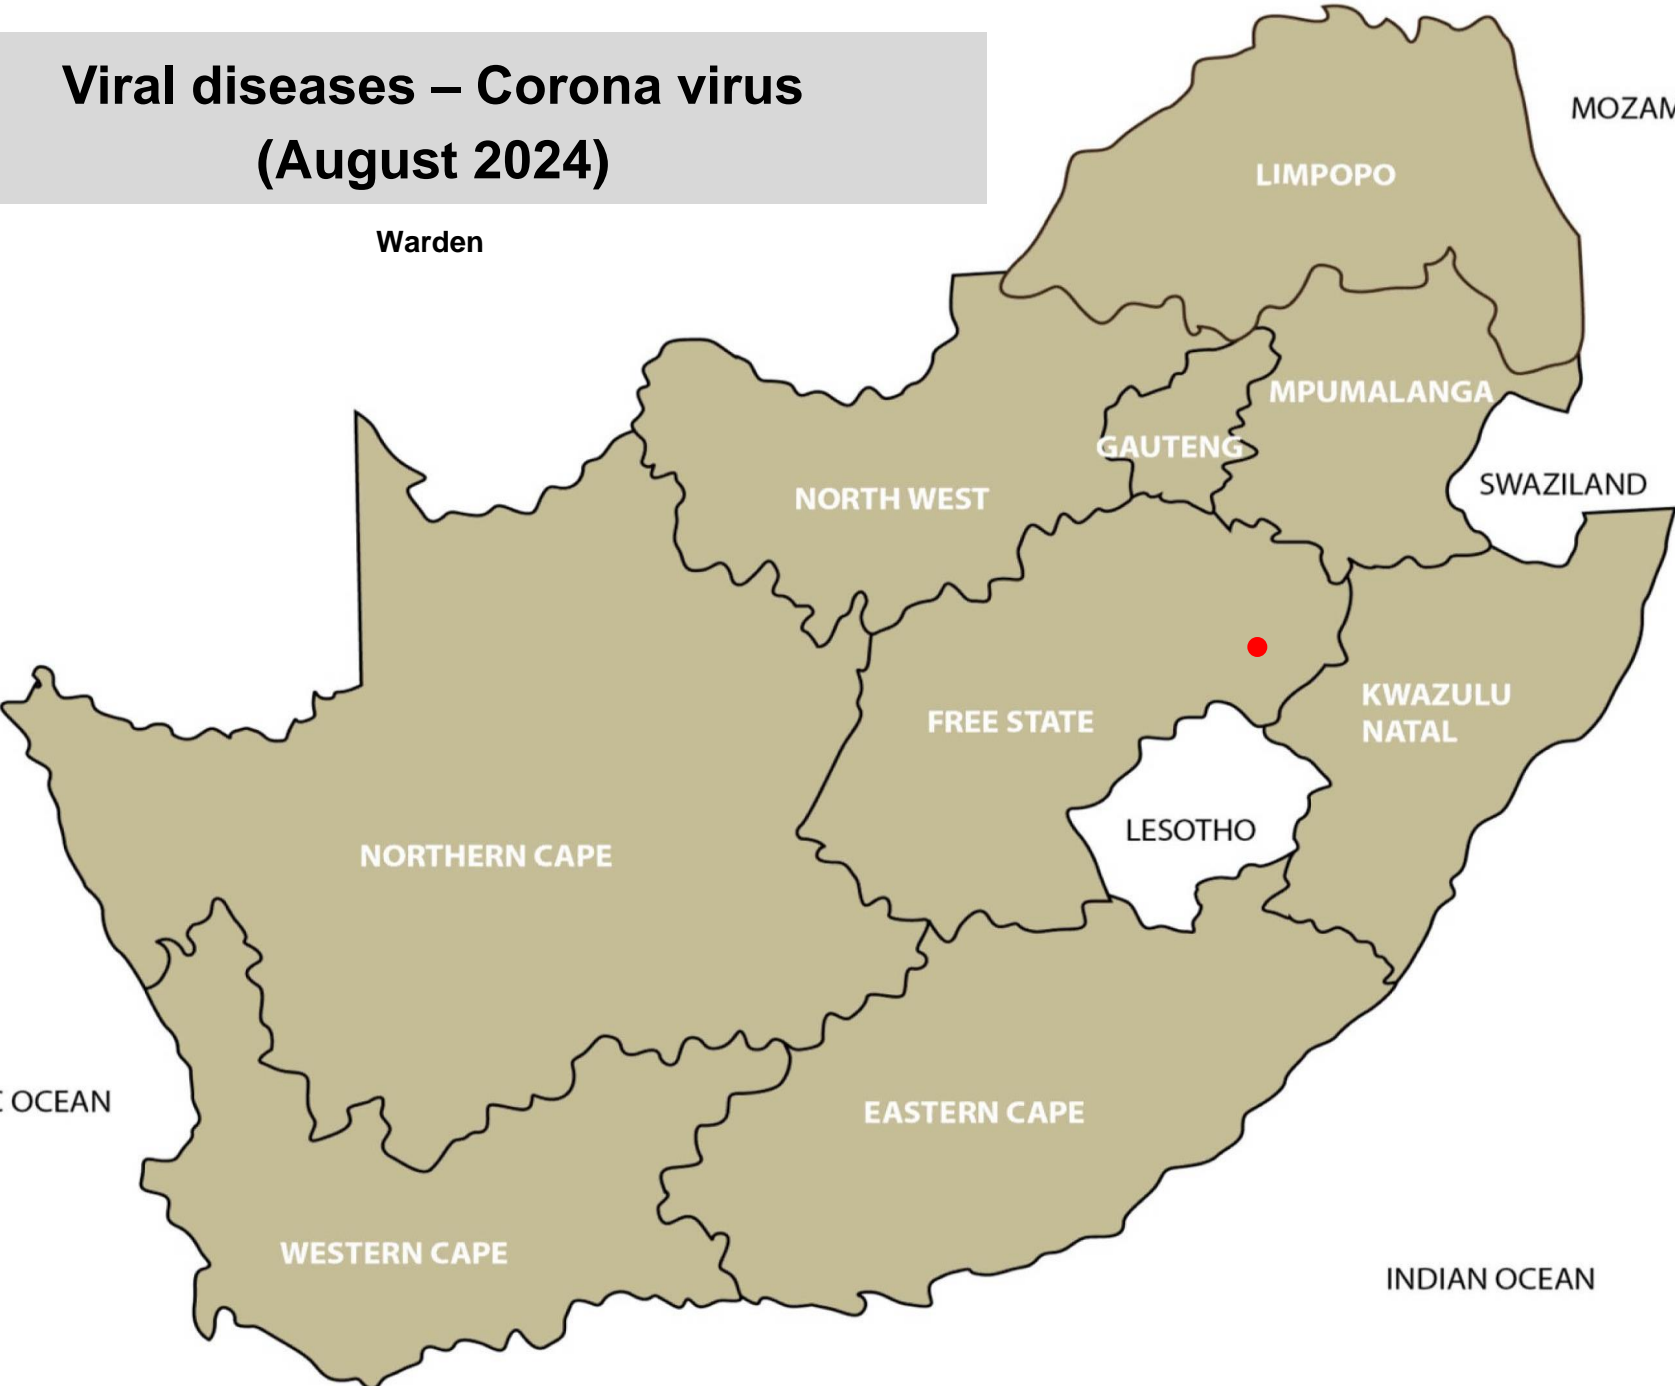 Viral diseases – Corona virus
(August 2024)
Warden
MOZAM
LIMPOPO
MPUMALANGA
GAUTENG
SWAZILAND
NORTH WEST
KWAZULU
NATAL
FREE STATE
LESOTHO
NORTHERN CAPE
OCEAN
EASTERN CAPE
WESTERN CAPE
INDIAN OCEAN